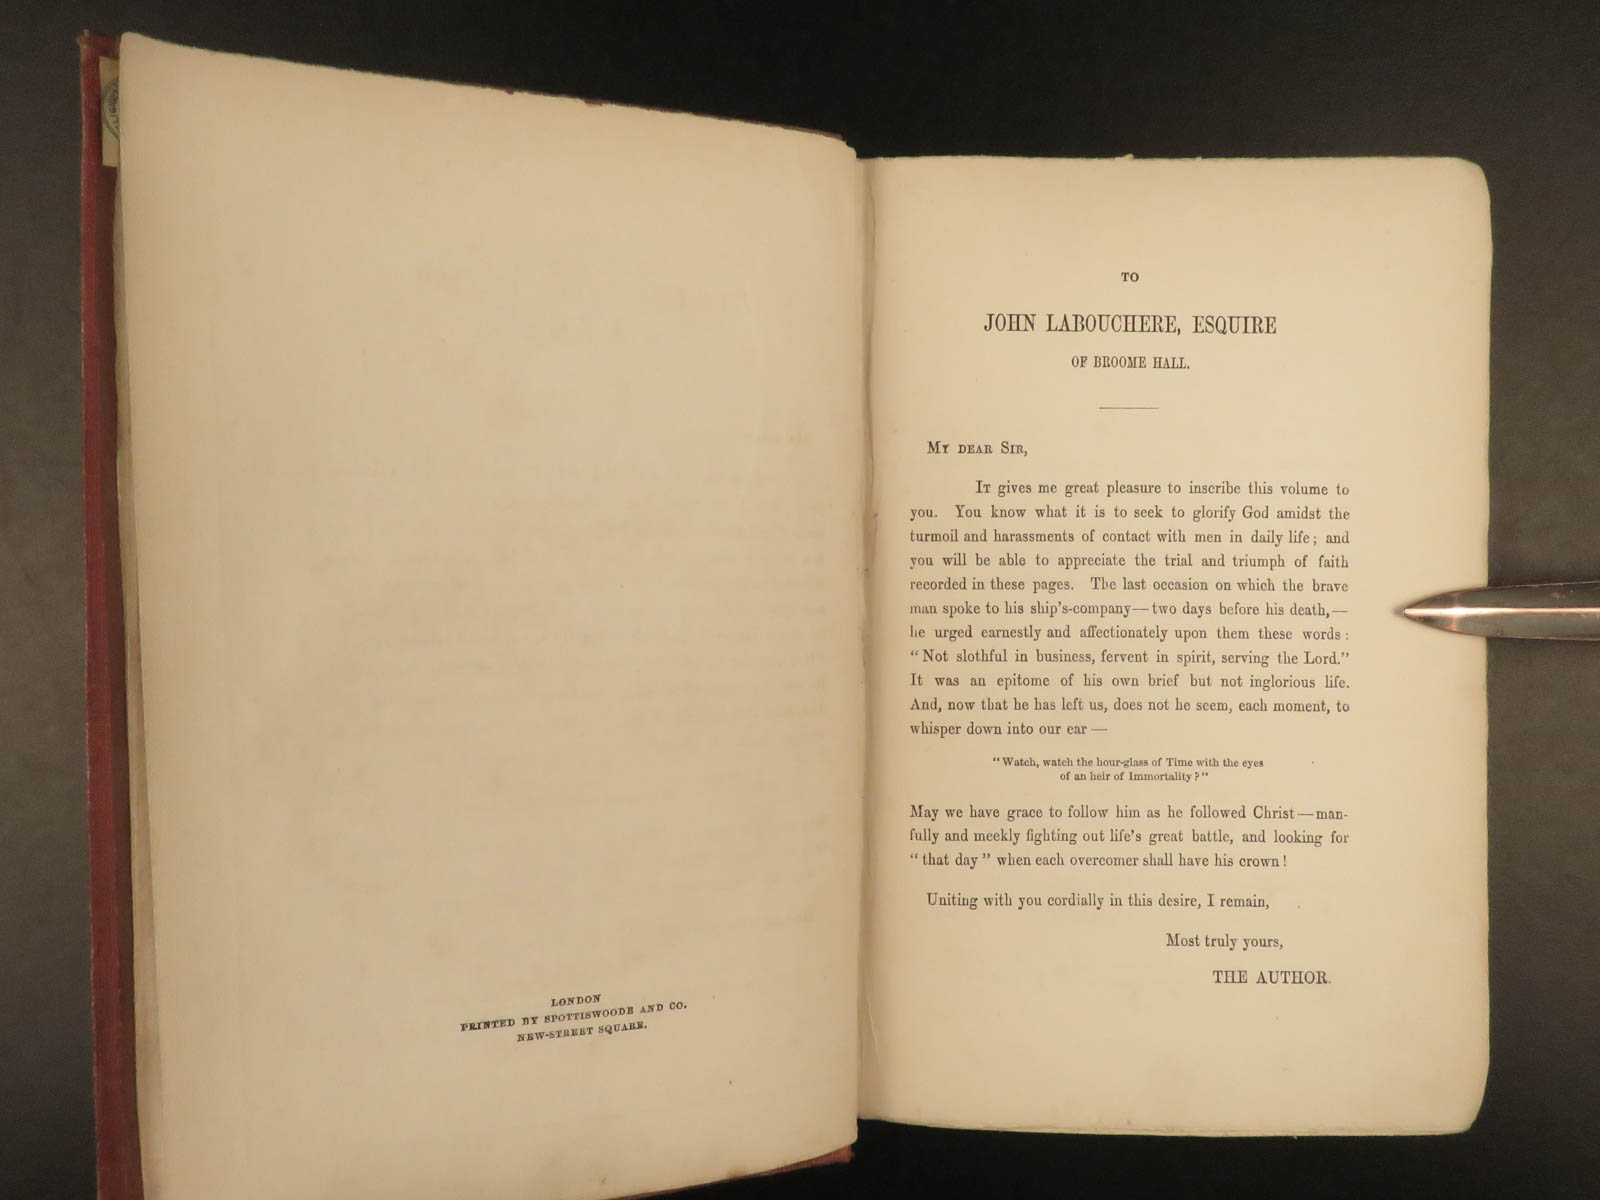 LONDON
PRINTED BY SPOTTISWOODE AND CO.
NEW-STREET SQUARE.
TO
JOHN LABOUCHERE, ESQUIRE
OF BROOME HALL.
MY DEAR SIR,
IT gives me great pleasure to inscribe this volume to
you. You know what it is to seek to glorify God amidst the
turmoil and harassments of contact with men in daily life; and
you will be able to appreciate the trial and triumph of faith
recorded in these pages. The last occasion on which the brave
man spoke to his ship's-company—two days before his death,—
he urged earnestly and affectionately upon them these words:
"Not slothful in business, fervent in spirit, serving the Lord."
It was an epitome of his own brief but not inglorious life.
And, now that he has left us, does not he seem, each moment, to
whisper down into our ear—
"Watch, watch the hour-glass of Time with the eyes
of an heir of Immortality?"
May we have grace to follow him as he followed Christ—man-
fully and meekly fighting out life's great battle, and looking for
"that day" when each overcomer shall have his crown!
Uniting with you cordially in this desire, I remain,
Most truly yours,
THE AUTHOR.